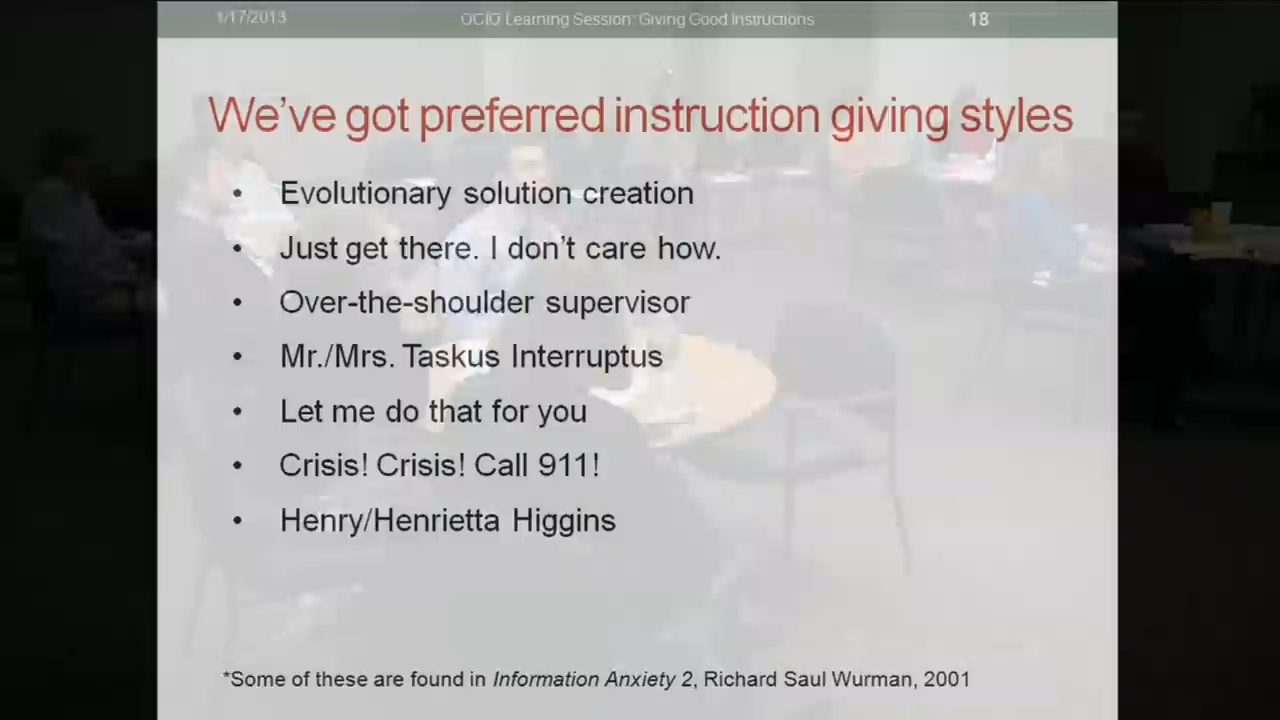 1/17/2013 OCIO Learning Session: Giving Good Instructions 18
We've got preferred instruction giving styles
• Evolutionary solution creation
• Just get there. I don't care how.
• Over-the-shoulder supervisor
• Mr./Mrs. Taskus Interruptus
• Let me do that for you
• Crisis! Crisis! Call 911!
• Henry/Henrietta Higgins
*Some of these are found in Information Anxiety 2, Richard Saul Wurman, 2001